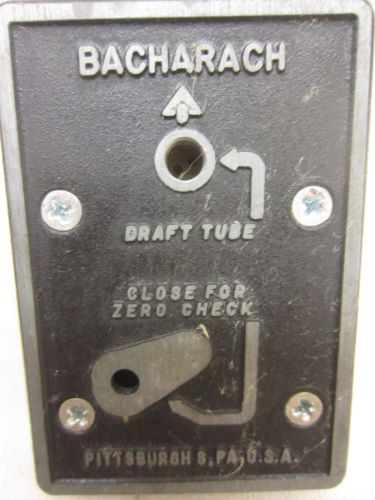 BACHARACH
DRAFT TUBE
CLOSE FOR
ZERO CHECK
PITTSBURGH 8, PA, U.S.A.